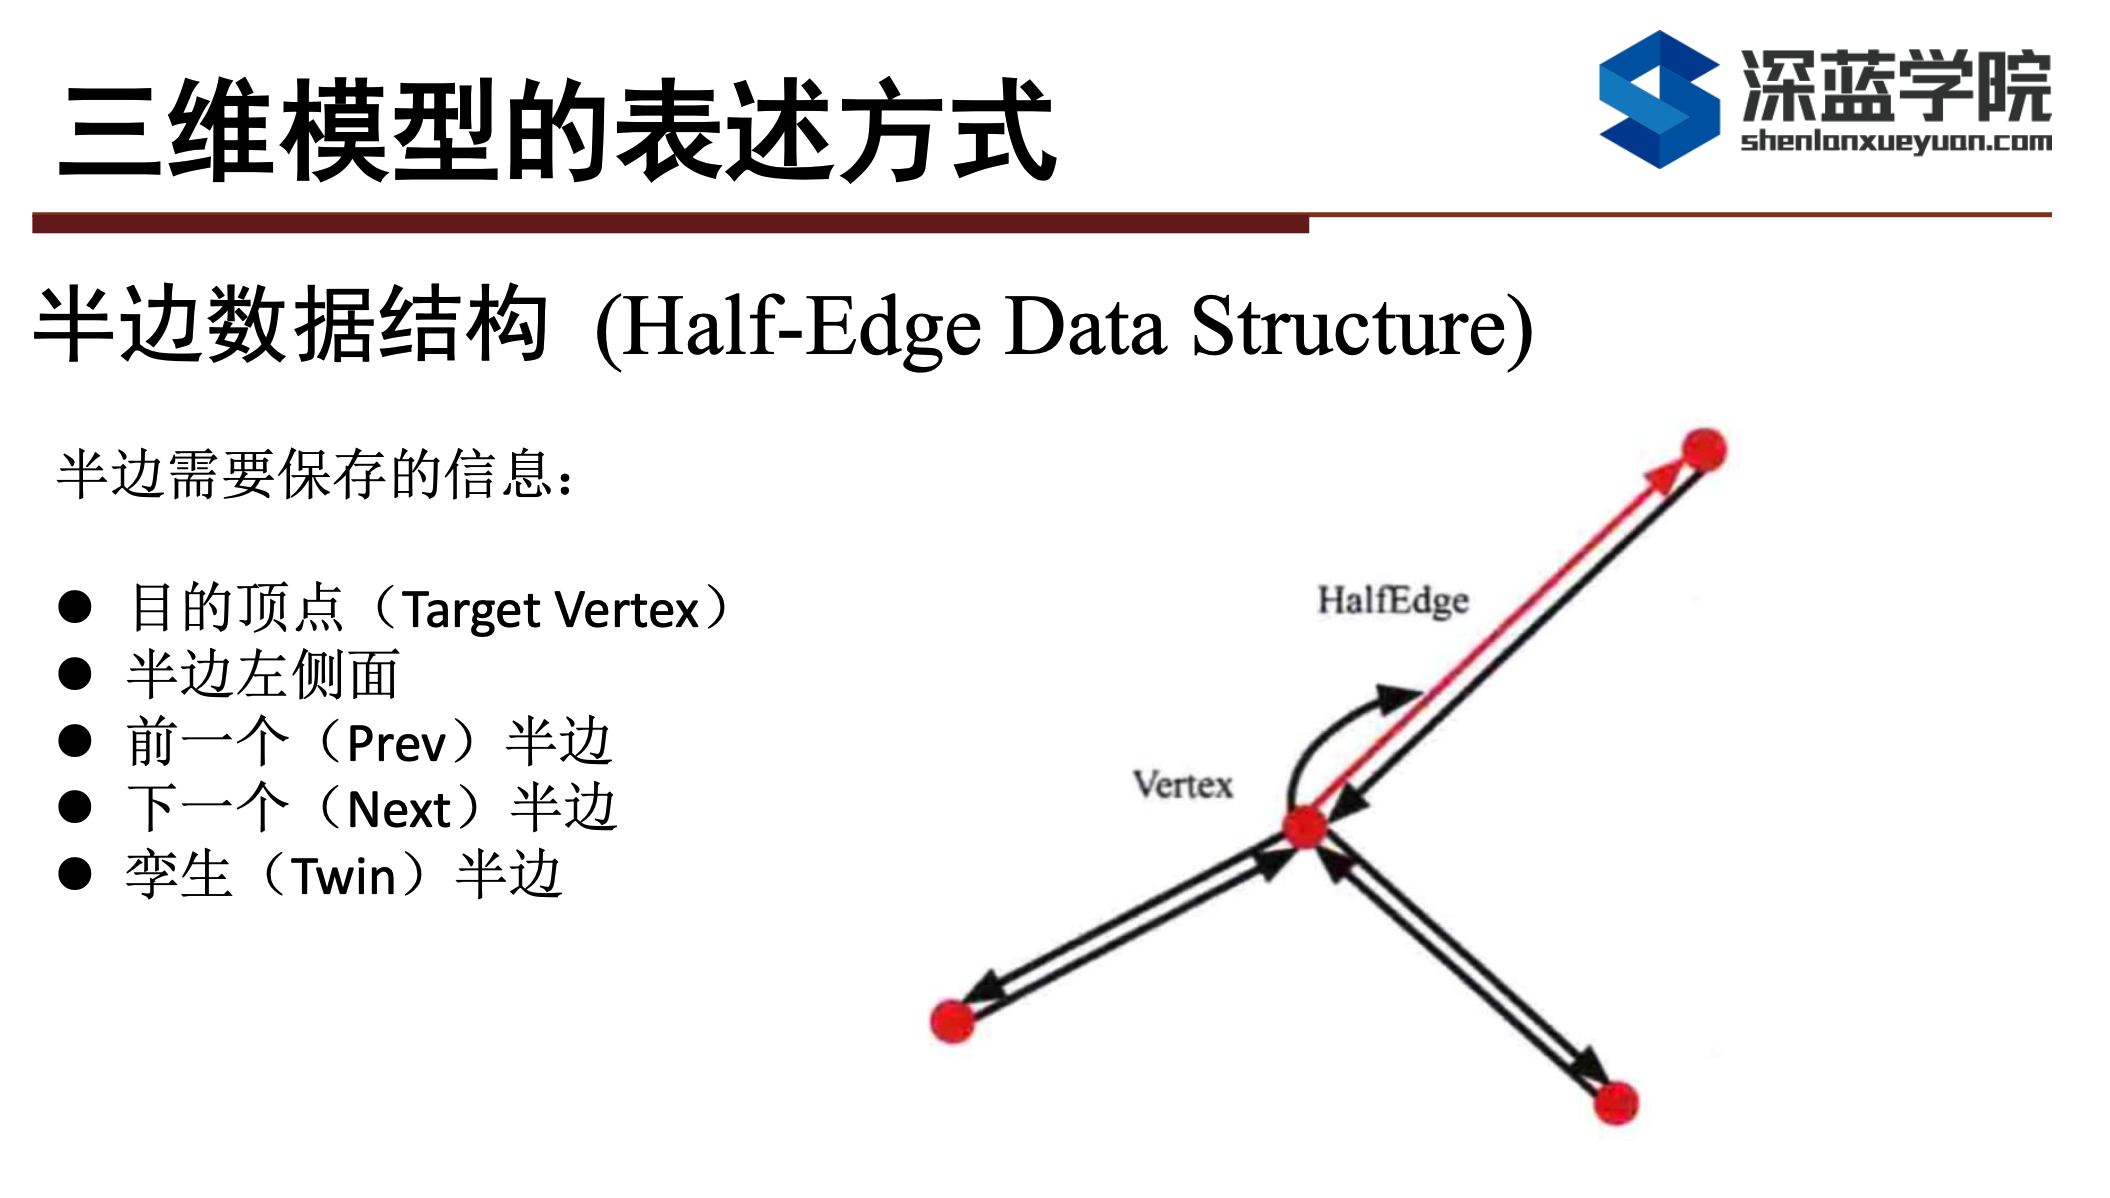 三维模型的表述方式
深蓝学院
shenlanxueyuan.com
半边数据结构 (Half-Edge Data Structure)
半边需要保存的信息：
● 目的顶点（Target Vertex）
● 半边左侧面
● 前一个（Prev）半边
● 下一个（Next）半边
● 孪生（Twin）半边
HalfEdge
Vertex